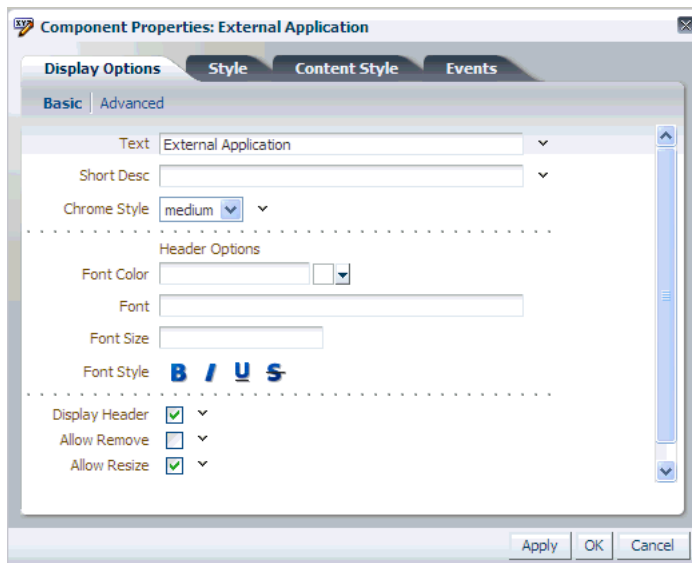 Component Properties: External Application
Display Options Style Content Style Events
Basic Advanced
Text External Application
Short Desc
Chrome Style medium
Header Options
Font Color
Font
Font Size
Font Style B I U S
Display Header
Allow Remove
Allow Resize
Apply OK Cancel